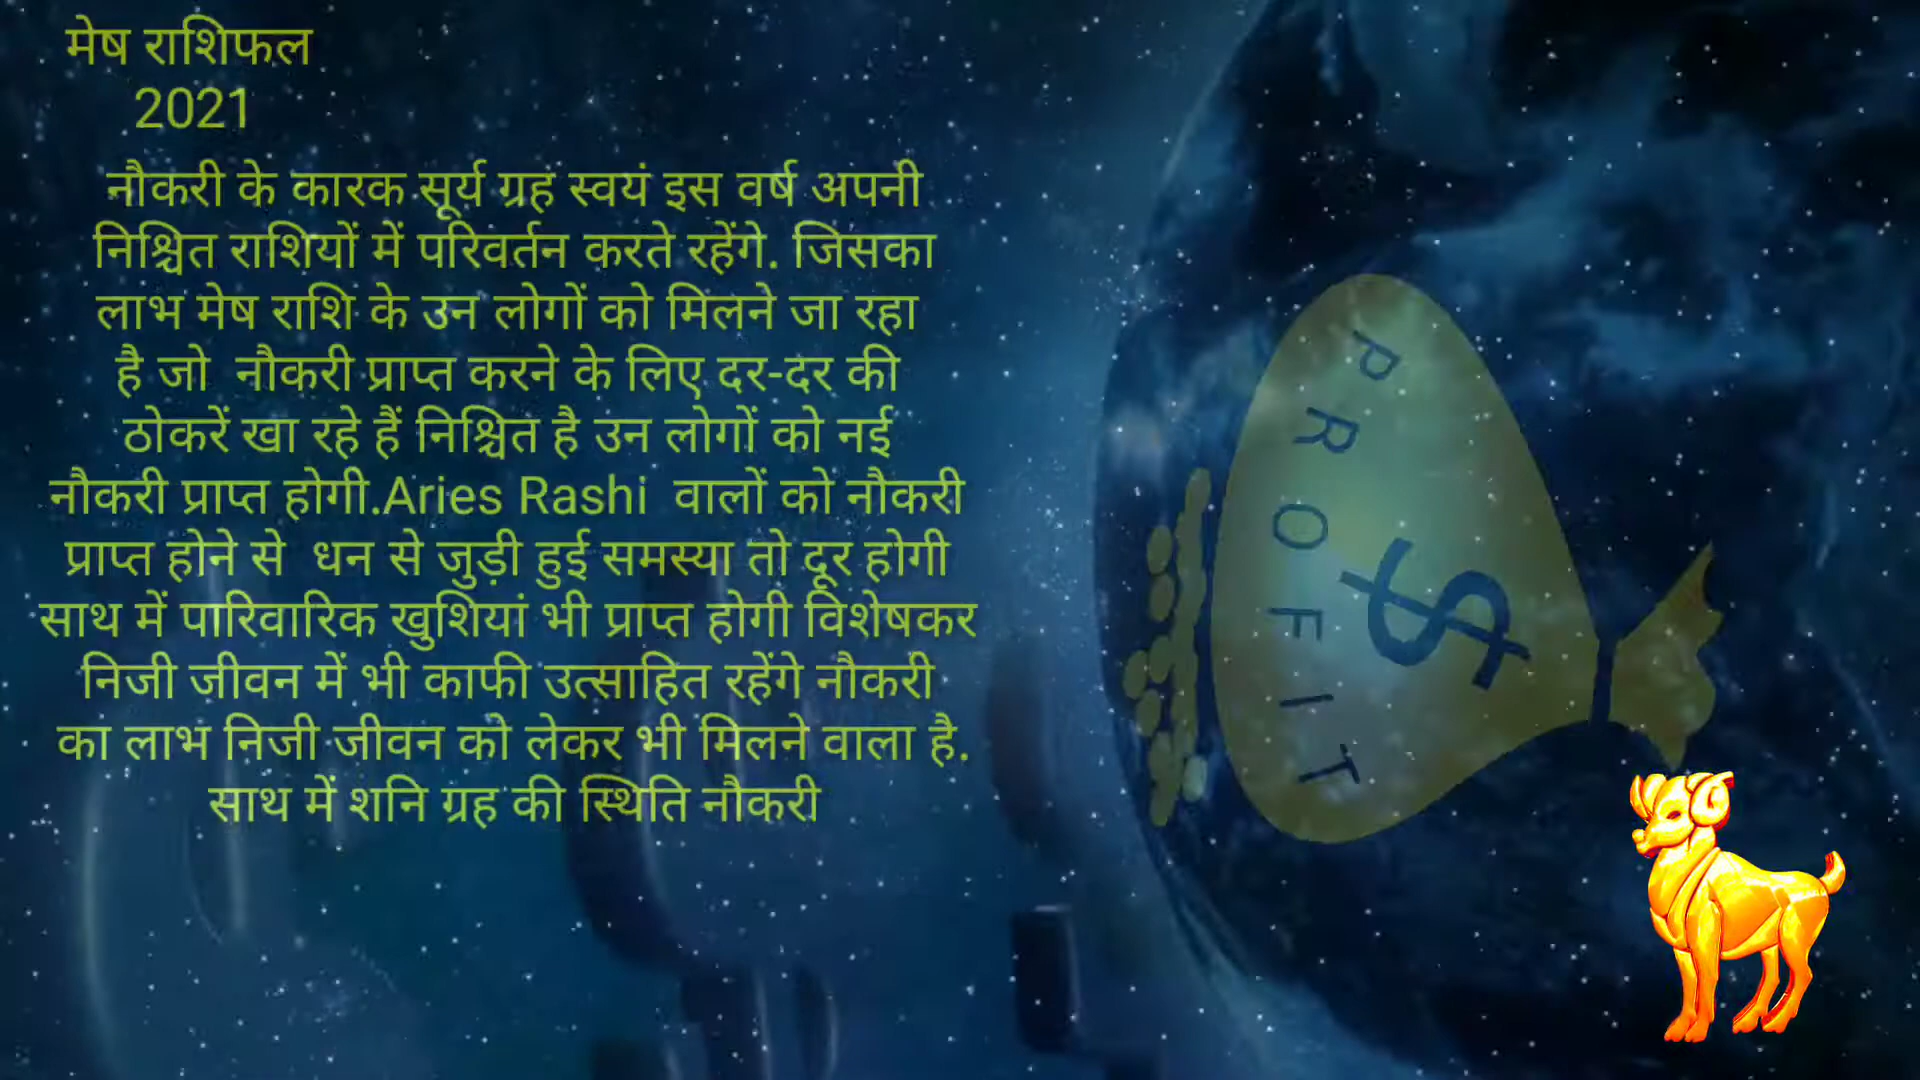 मेष राशिफल
2021
नौकरी के कारक सूर्य ग्रह स्वयं इस वर्ष अपनी
निश्चित राशियों में परिवर्तन करते रहेंगे. जिसका
लाभ मेष राशि के उन लोगों को मिलने जा रहा
है जो  नौकरी प्राप्त करने के लिए दर-दर की
ठोकरें खा रहे हैं निश्चित है उन लोगों को नई
नौकरी प्राप्त होगी.Aries Rashi  वालों को नौकरी
प्राप्त होने से  धन से जुड़ी हुई समस्या तो दूर होगी
साथ में पारिवारिक खुशियां भी प्राप्त होगी विशेषकर
निजी जीवन में भी काफी उत्साहित रहेंगे नौकरी
का लाभ निजी जीवन को लेकर भी मिलने वाला है.
साथ में शनि ग्रह की स्थिति नौकरी
PROFIT
$